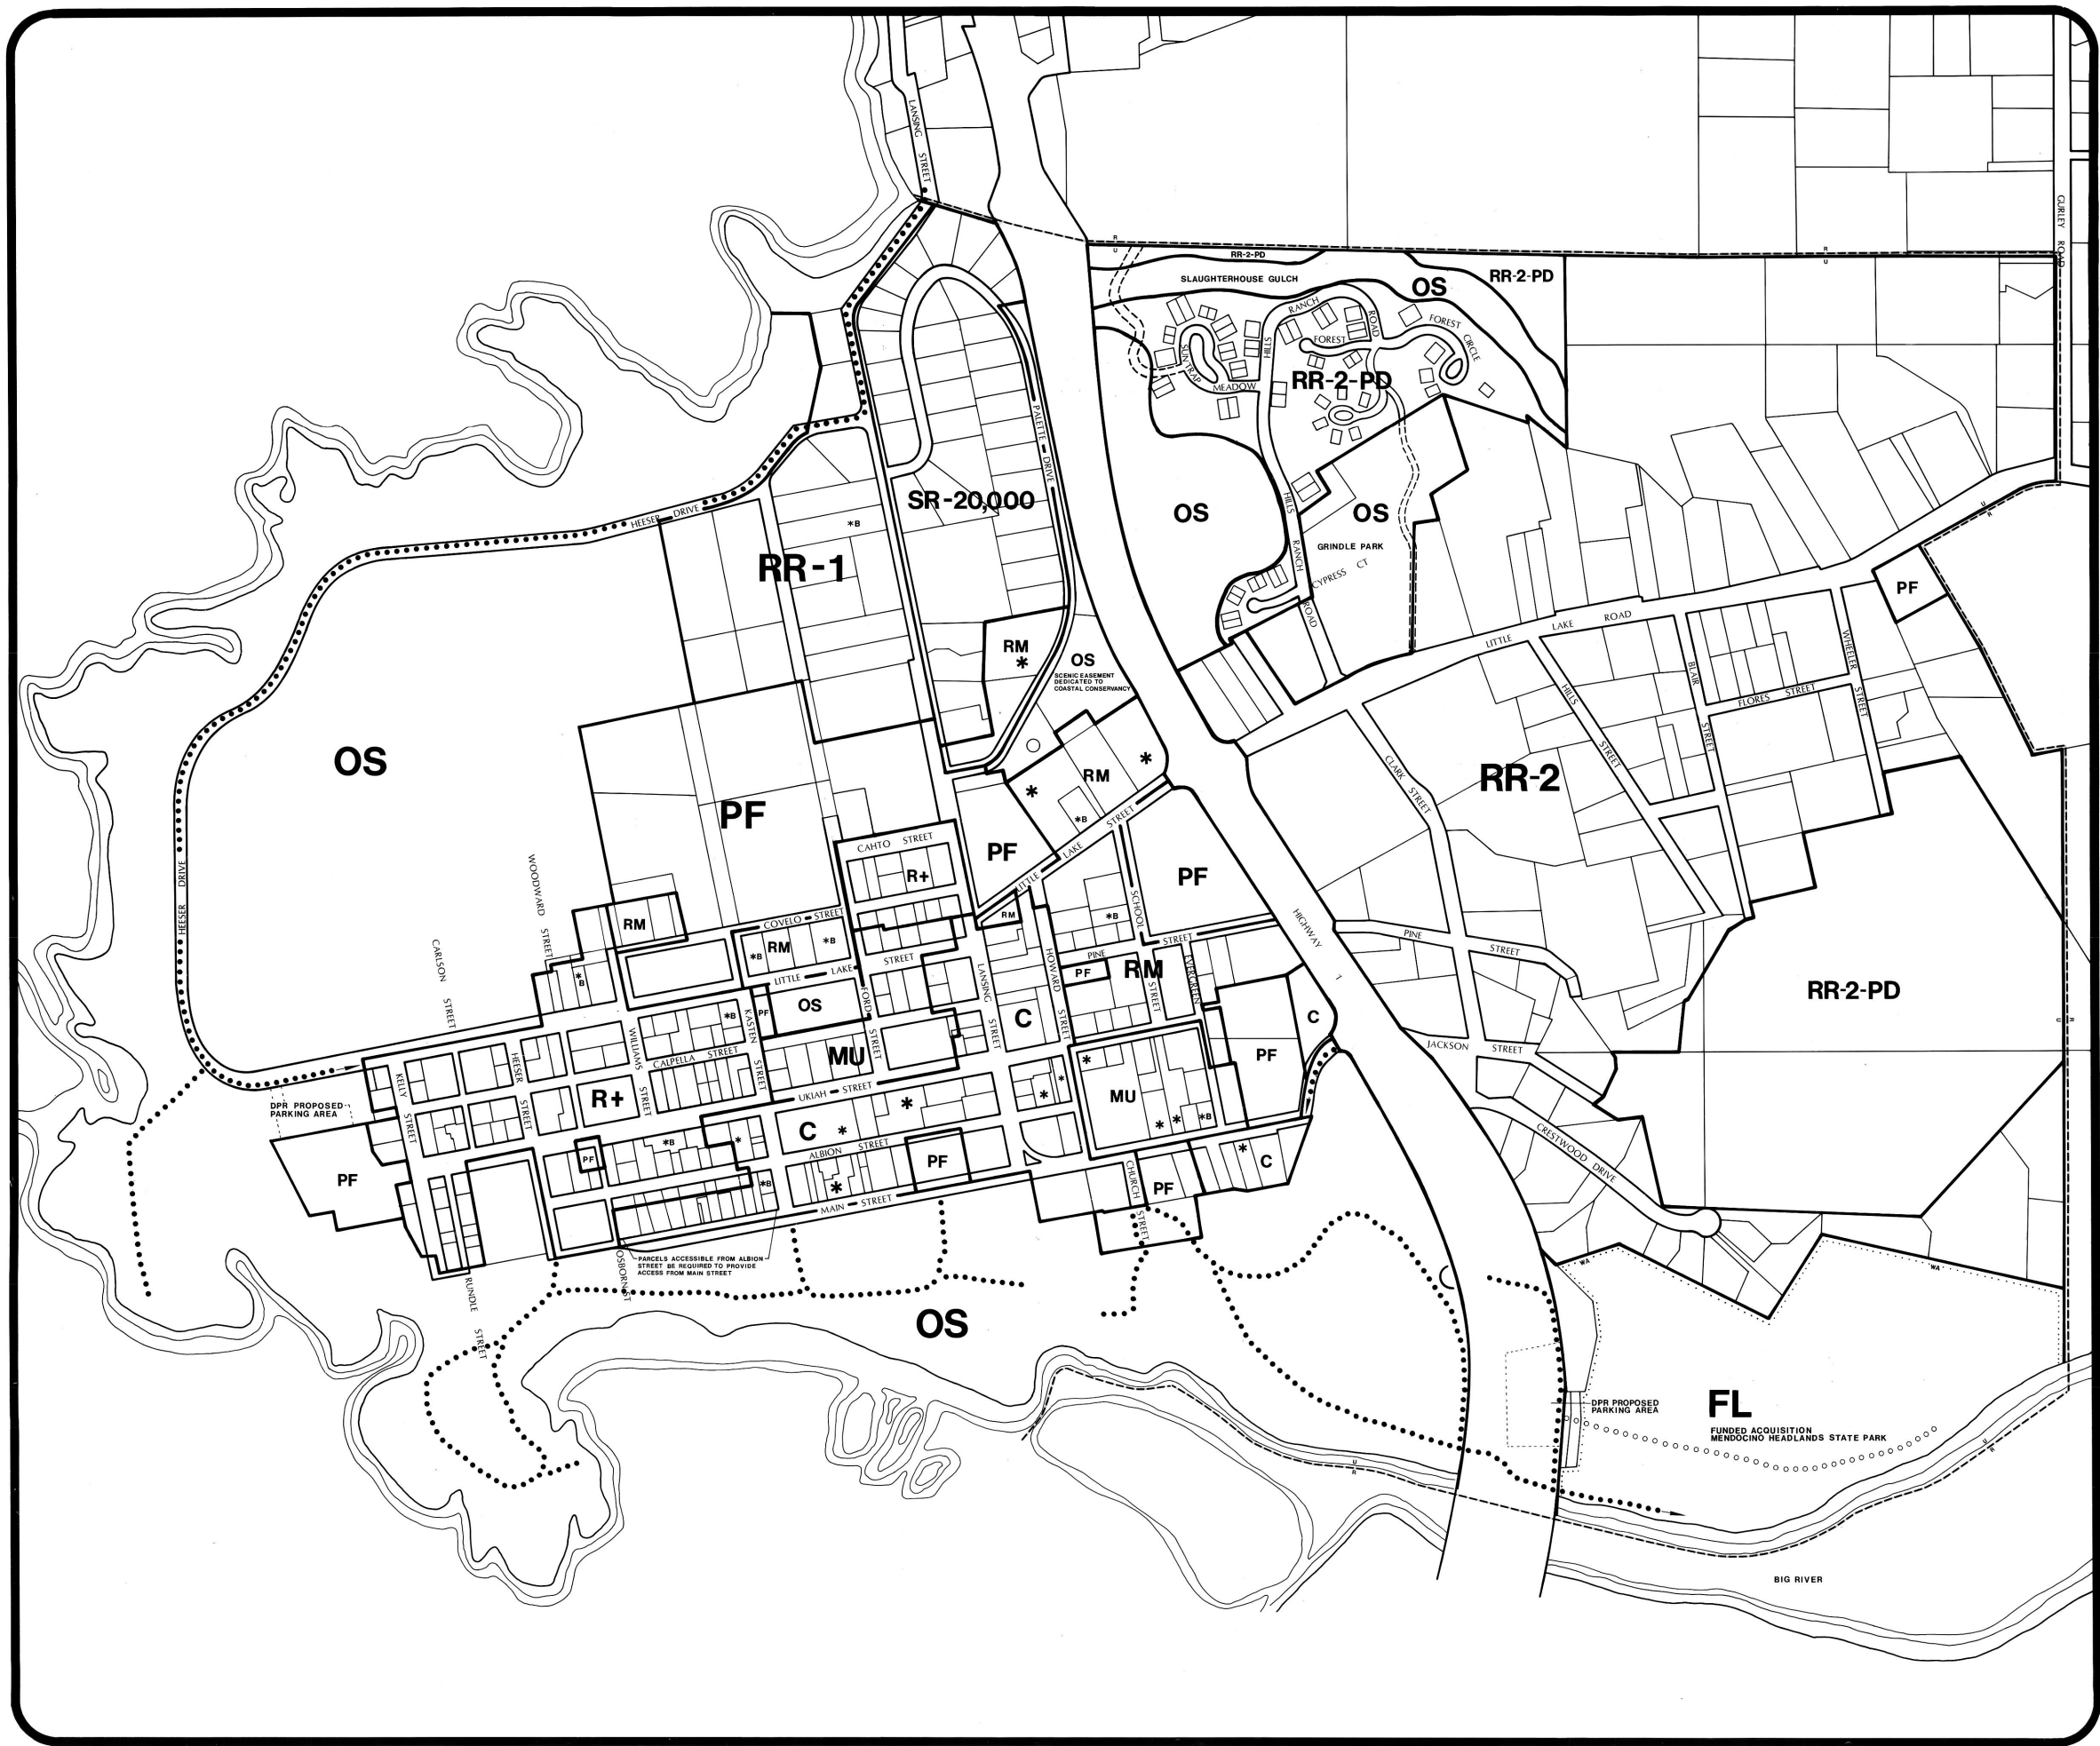 LANSING STREET
GURLEY ROAD
R
U
R
U
RR-2-PD
SLAUGHTERHOUSE GULCH
OS
RR-2-PD
RANCH
ROAD
FOREST
FOREST CIRCLE
HILLS
SUNTRAP
MEADOW
RR-2-PD
PALETTE DRIVE
SR-20,000
HEESER DRIVE
*B
RR-1
OS
HILLS RANCH ROAD
OS
GRINDLE PARK
CYPRESS CT
U
R
PF
LITTLE LAKE ROAD
WHEELER STREET
BLAIR STREET
FLORES STREET
HILLS STREET
RM
*
OS
SCENIC EASEMENT
DEDICATED TO
COASTAL CONSERVANCY
OS
RM
*
*
*B
CLARK STREET
RR-2
PF
HEESER DRIVE
WOODWARD STREET
CAHTO STREET
R+
PF
LITTLE LAKE STREET
PF
SCHOOL STREET
HIGHWAY 1
RM
COVELO STREET
RM
*B
*B
RM
*B
PINE STREET
PINE STREET
CARLSON STREET
*
B
LITTLE LAKE STREET
KASTEN STREET
PF
OS
FORD STREET
LANSING STREET
HOWARD STREET
PF
RM
EVERGREEN
RR-2-PD
C
C
*B
WILLIAMS STREET
CALPELLA STREET
MU
PF
JACKSON STREET
U
R
KELLY STREET
HEESER STREET
R+
UKIAH STREET
*
*
*
*
MU
*
*
*B
DPR PROPOSED
PARKING AREA
C
*
ALBION STREET
*B
*
PF
CRESTWOOD DRIVE
PF
PF
*
*B
MAIN STREET
CHURCH STREET
PF
*
C
RUNDLE STREET
OSBORN ST
PARCELS ACCESSIBLE FROM ALBION
STREET BE REQUIRED TO PROVIDE
ACCESS FROM MAIN STREET
WA
WA
OS
DPR PROPOSED
PARKING AREA
FL
FUNDED ACQUISITION
MENDOCINO HEADLANDS STATE PARK
U
R
U
R
BIG RIVER